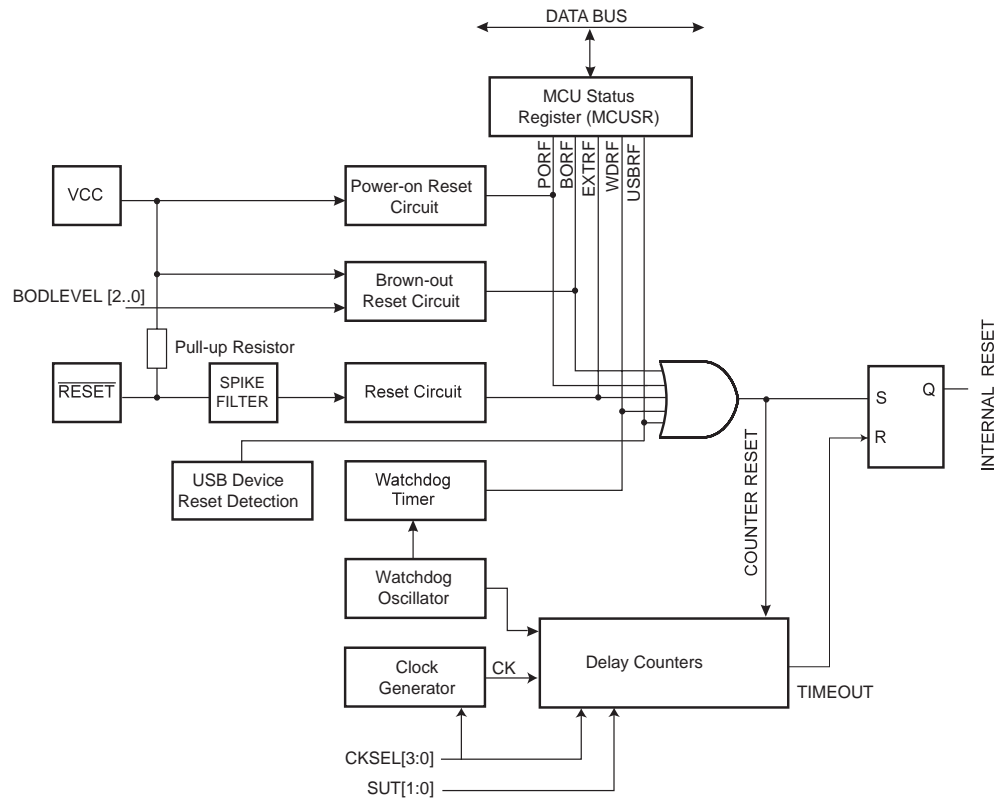 DATA BUS
MCU Status
Register (MCUSR)
PORF
BORF
EXTRF
WDRF
USBRF
VCC
Power-on Reset
Circuit
Brown-out
Reset Circuit
BODLEVEL [2..0]
Pull-up Resistor
RESET
SPIKE
FILTER
Reset Circuit
S
Q
R
INTERNAL RESET
USB Device
Reset Detection
Watchdog
Timer
COUNTER RESET
Watchdog
Oscillator
Clock
Generator
CK
Delay Counters
TIMEOUT
CKSEL[3:0]
SUT[1:0]